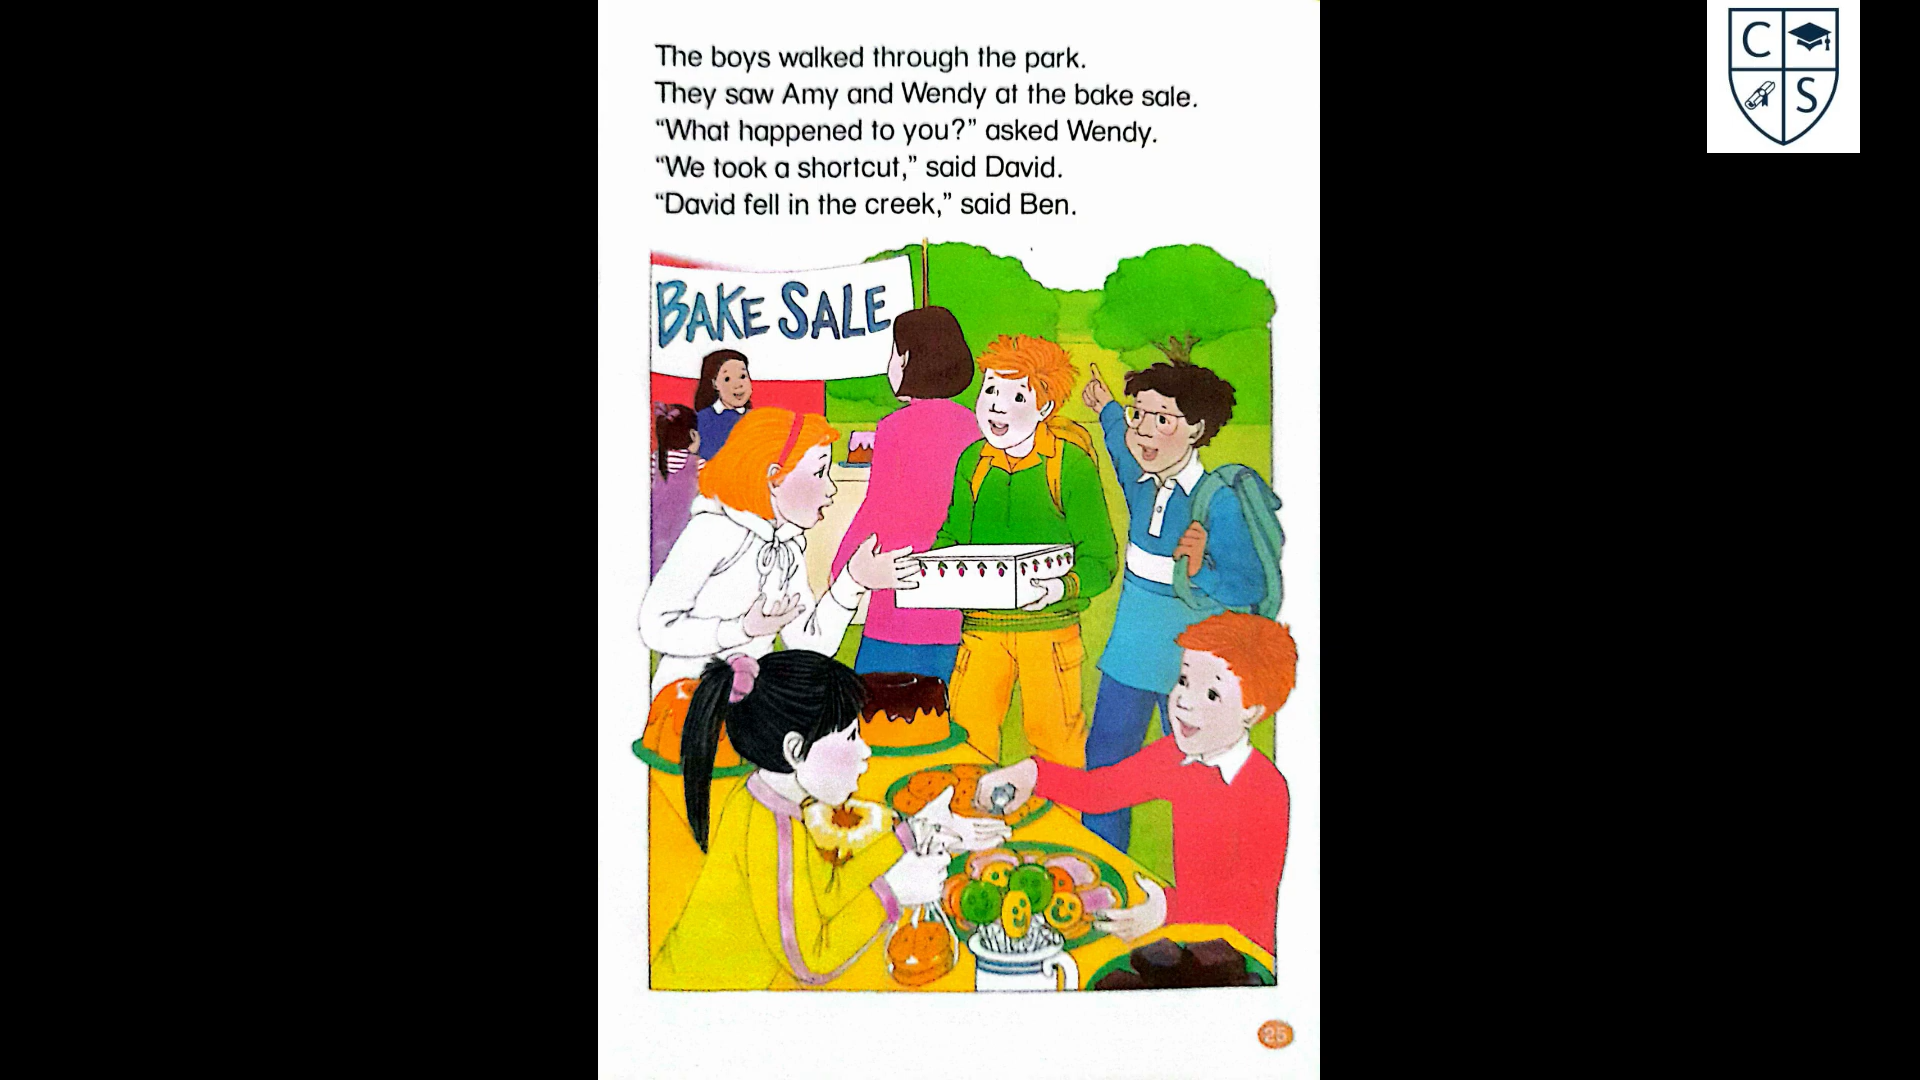 The boys walked through the park.
They saw Amy and Wendy at the bake sale.
“What happened to you?” asked Wendy.
“We took a shortcut,” said David.
“David fell in the creek,” said Ben.
BAKE SALE
25
C
S